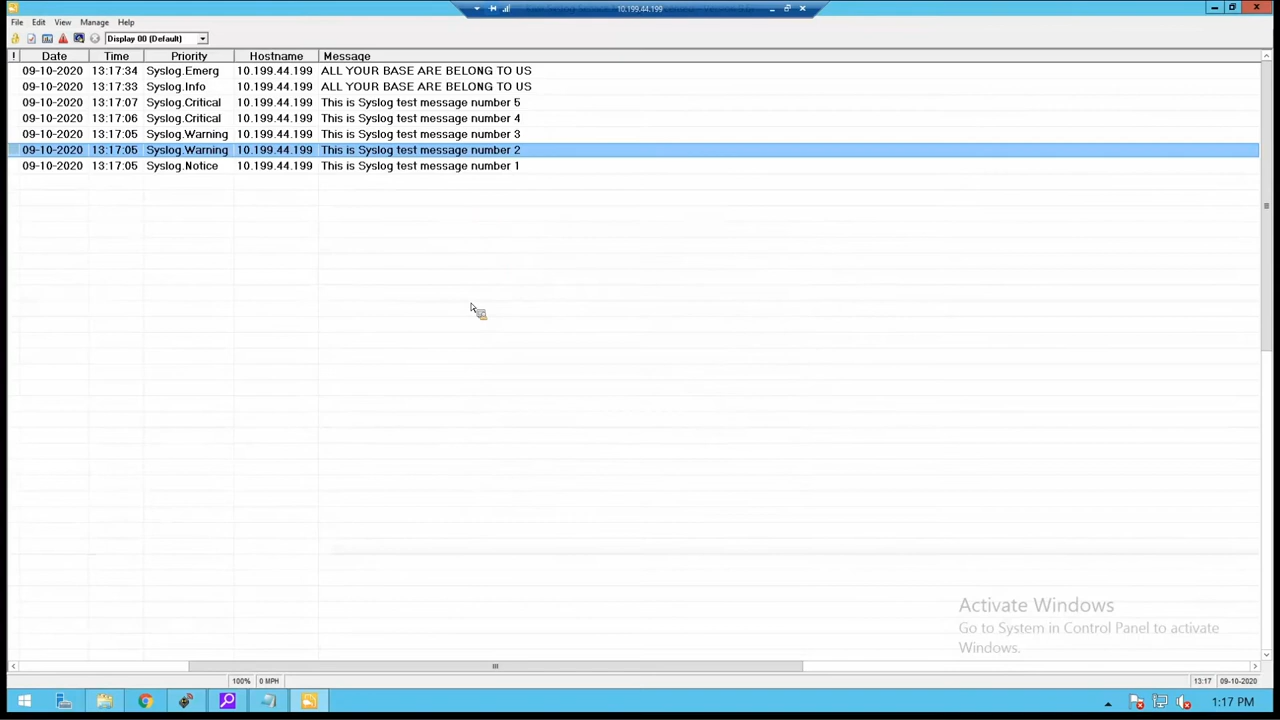 10.199.44.199
File Edit View Manage Help
Display 00 (Default)
! Date Time Priority Hostname Message
09-10-2020 13:17:34 Syslog.Emerg 10.199.44.199 ALL YOUR BASE ARE BELONG TO US
09-10-2020 13:17:33 Syslog.Info 10.199.44.199 ALL YOUR BASE ARE BELONG TO US
09-10-2020 13:17:07 Syslog.Critical 10.199.44.199 This is Syslog test message number 5
09-10-2020 13:17:06 Syslog.Critical 10.199.44.199 This is Syslog test message number 4
09-10-2020 13:17:05 Syslog.Warning 10.199.44.199 This is Syslog test message number 3
09-10-2020 13:17:05 Syslog.Warning 10.199.44.199 This is Syslog test message number 2
09-10-2020 13:17:05 Syslog.Notice 10.199.44.199 This is Syslog test message number 1
Activate Windows
Go to System in Control Panel to activate
Windows.
100% 0 MPH 13:17 09-10-2020
1:17 PM